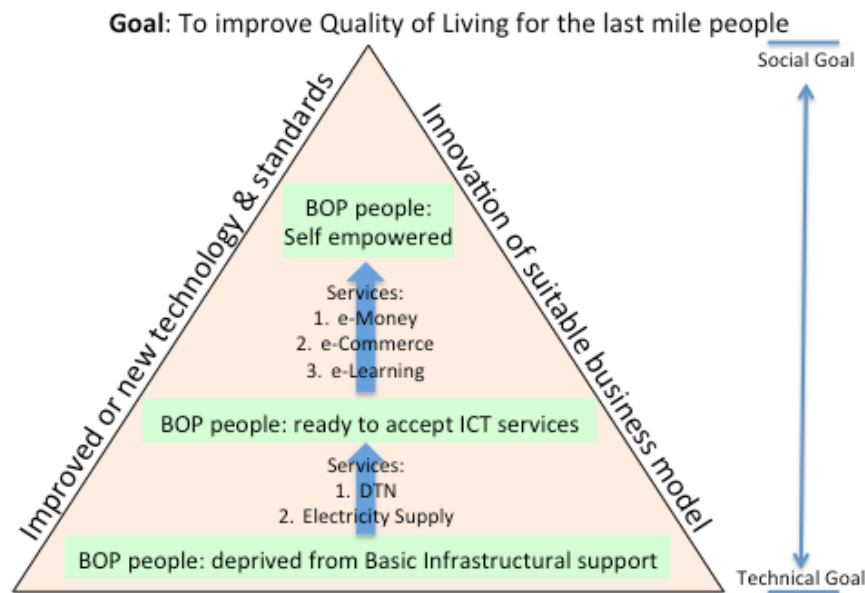 Goal: To improve Quality of Living for the last mile people
Social Goal
Improved or new technology & standards
Innovation of suitable business model
BOP people:
Self empowered
Services:
1. e-Money
2. e-Commerce
3. e-Learning
BOP people: ready to accept ICT services
Services:
1. DTN
2. Electricity Supply
BOP people: deprived from Basic Infrastructural support
Technical Goal